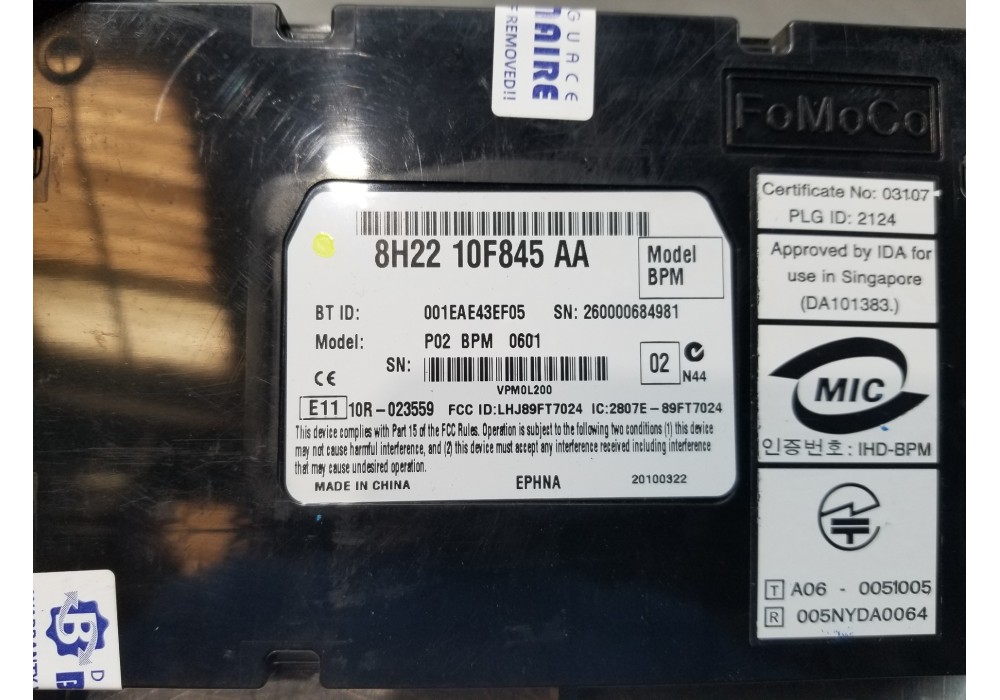 GUACE
AIRE
F REMOVED!!
FoMoCo
8H22 10F845 AA
Model
BPM
BT ID: 001EAE43EF05 SN: 260000684981
Model: P02 BPM 0601
SN:
VPM0L200
02
N44
CE
E11 10R-023559 FCC ID:LHJ89FT7024 IC:2807E-89FT7024
This device complies with Part 15 of the FCC Rules. Operation is subject to the following two conditions (1) this device
may not cause harmful interference, and (2) this device must accept any interference received including interference
that may cause undesired operation.
MADE IN CHINA EPHNA 20100322
Certificate No: 03107
PLG ID: 2124
Approved by IDA for
use in Singapore
(DA101383.)
MIC
인증번호: IHD-BPM
T A06 - 0051005
R 005NYDA0064
B